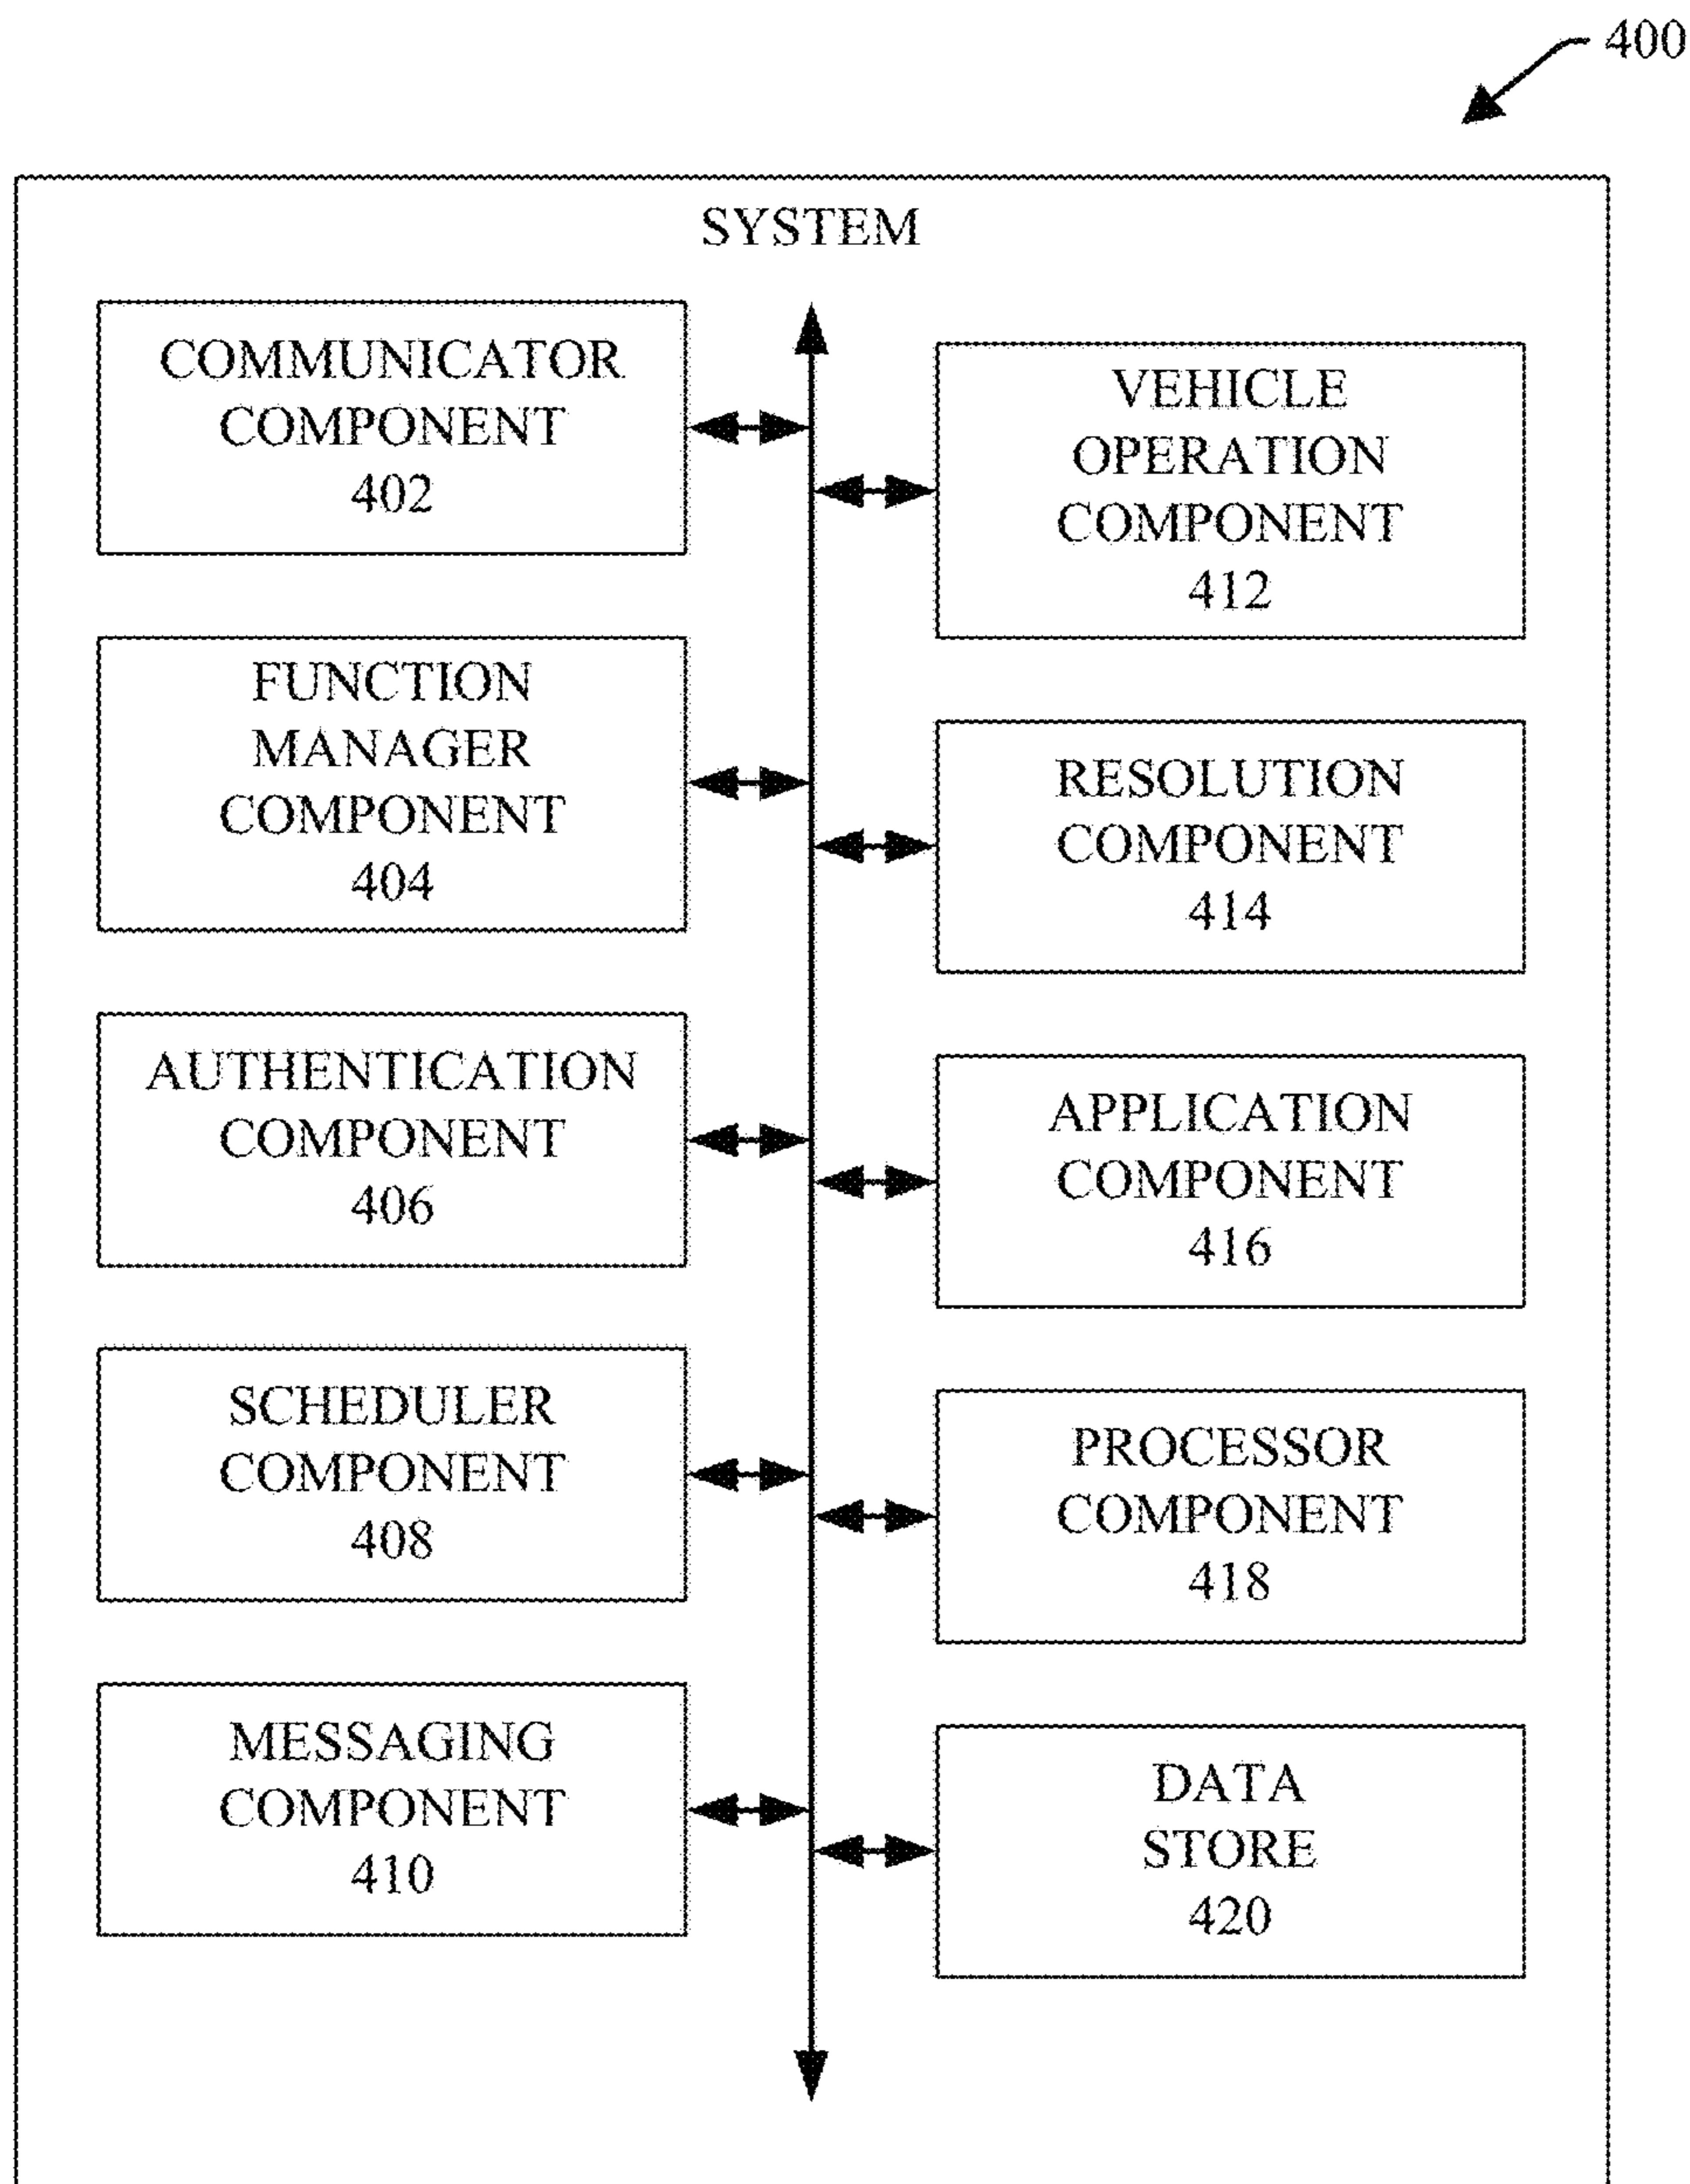 400
SYSTEM
COMMUNICATOR
COMPONENT
402
FUNCTION
MANAGER
COMPONENT
404
AUTHENTICATION
COMPONENT
406
SCHEDULER
COMPONENT
408
MESSAGING
COMPONENT
410
VEHICLE
OPERATION
COMPONENT
412
RESOLUTION
COMPONENT
414
APPLICATION
COMPONENT
416
PROCESSOR
COMPONENT
418
DATA
STORE
420